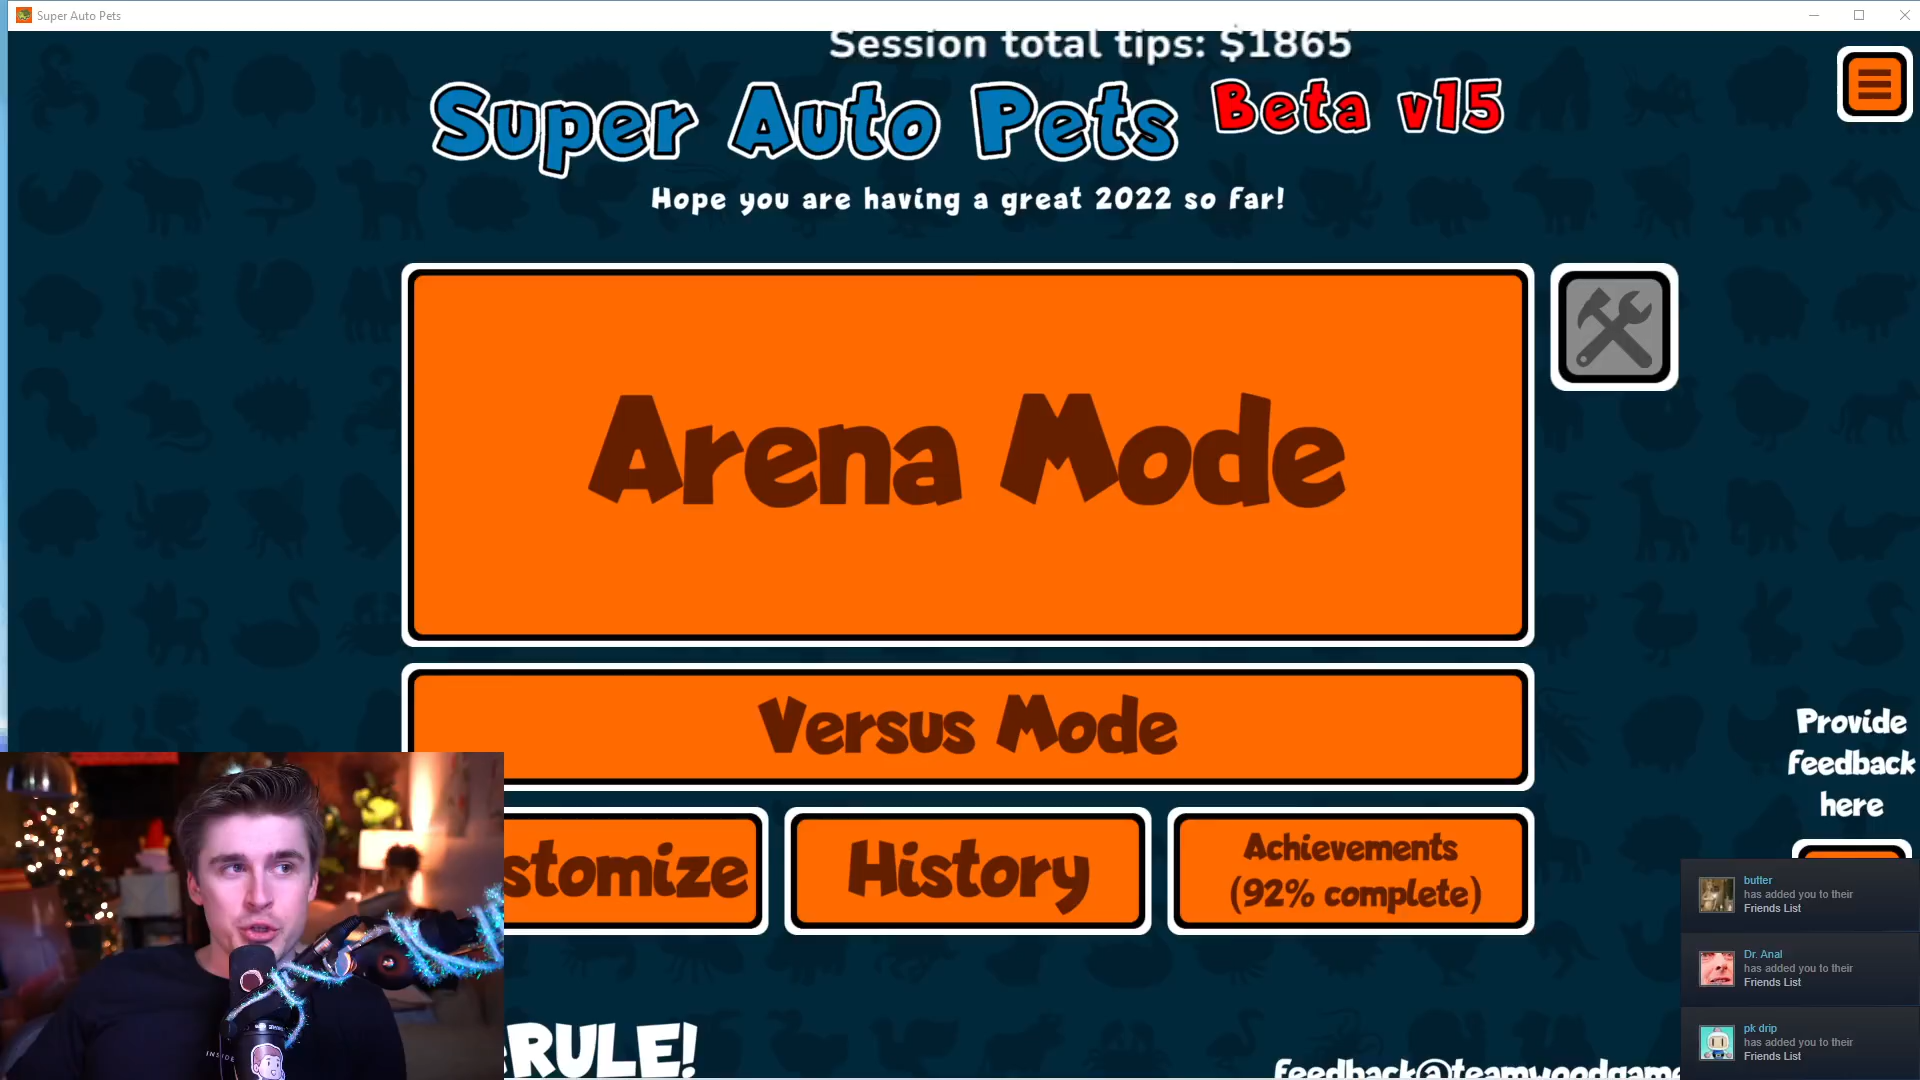 Super Auto Pets
Session total tips: $1865
Super Auto Pets Beta v15
Hope you are having a great 2022 so far!
Arena Mode
Versus Mode
stomize
History
Achievements
(92% complete)
Provide
feedback
here
butter
has added you to their
Friends List
Dr. Anal
has added you to their
Friends List
pk drip
has added you to their
Friends List
RULE!
feedback@teamwoodgame
INSIDE